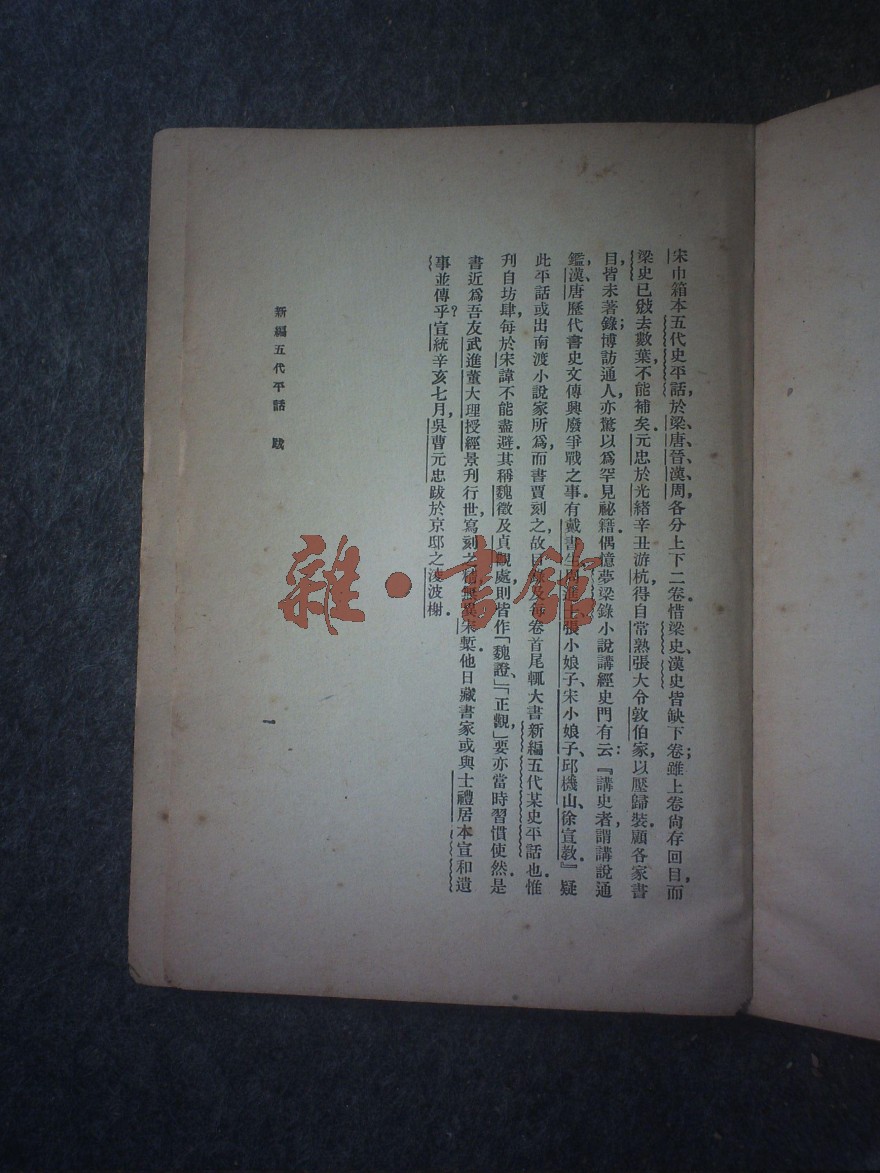 宋巾箱本五代史平話，於梁、唐、晉、漢、周，各分上下二卷惜梁史、漢史皆缺下卷雖上卷尙存回目，而
梁史已敚去數葉，不能補矣．元忠於光緒辛丑游杭，得自常熟張大令敦伯家，以壓歸裝．顧各家書
目，皆未著錄；博訪通人，亦驚以爲罕見祕籍．偶憶夢梁錄小說講經史門有云：『講史者，謂講說通
鑑、漢唐歷代書史文傳興廢爭戰之事．有戴書生周進士張小娘子、宋小娘子、邱機山、徐宣敎．』疑
此平話或出南渡小說家所爲，而書賈刻之．故目錄及每卷首尾輒大書新編五代某史平話也．惟
刊自坊肆，每於宋諱不能盡避．其稱魏徵及貞觀處，則皆作「魏證、」「正觀，」要亦當時習慣使然．是
書近爲吾友武進董大理授經景刊行世，寫刻之精，無異宋槧．他日藏書家或與士禮居本宣和遺
事並傳乎？宣統辛亥七月，吳曹元忠跋於京邸之淩波榭．
新編五代平話　跋
一
雜·書館